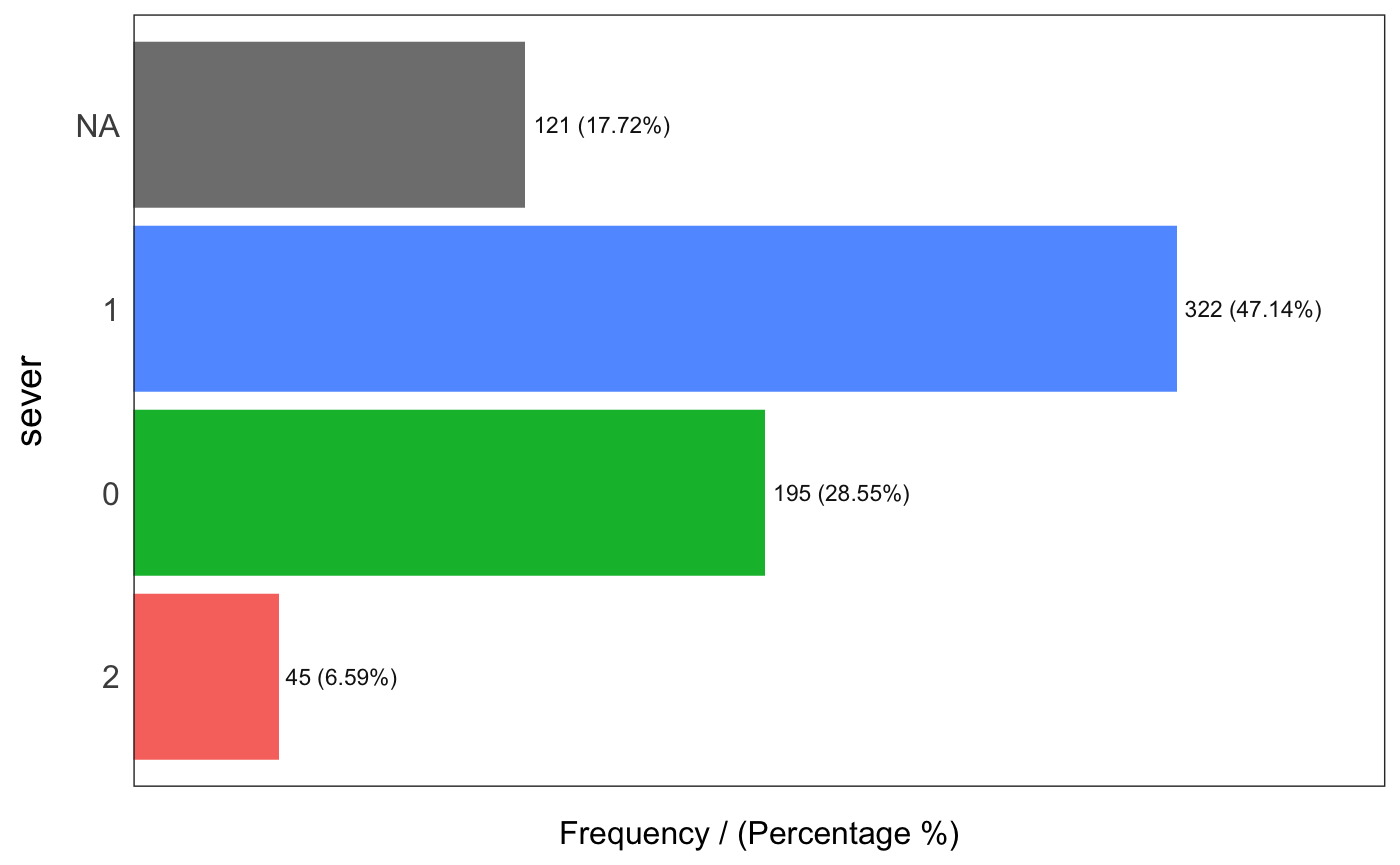 NA
121 (17.72%)
1
322 (47.14%)
sever
0
195 (28.55%)
2
45 (6.59%)
Frequency / (Percentage %)